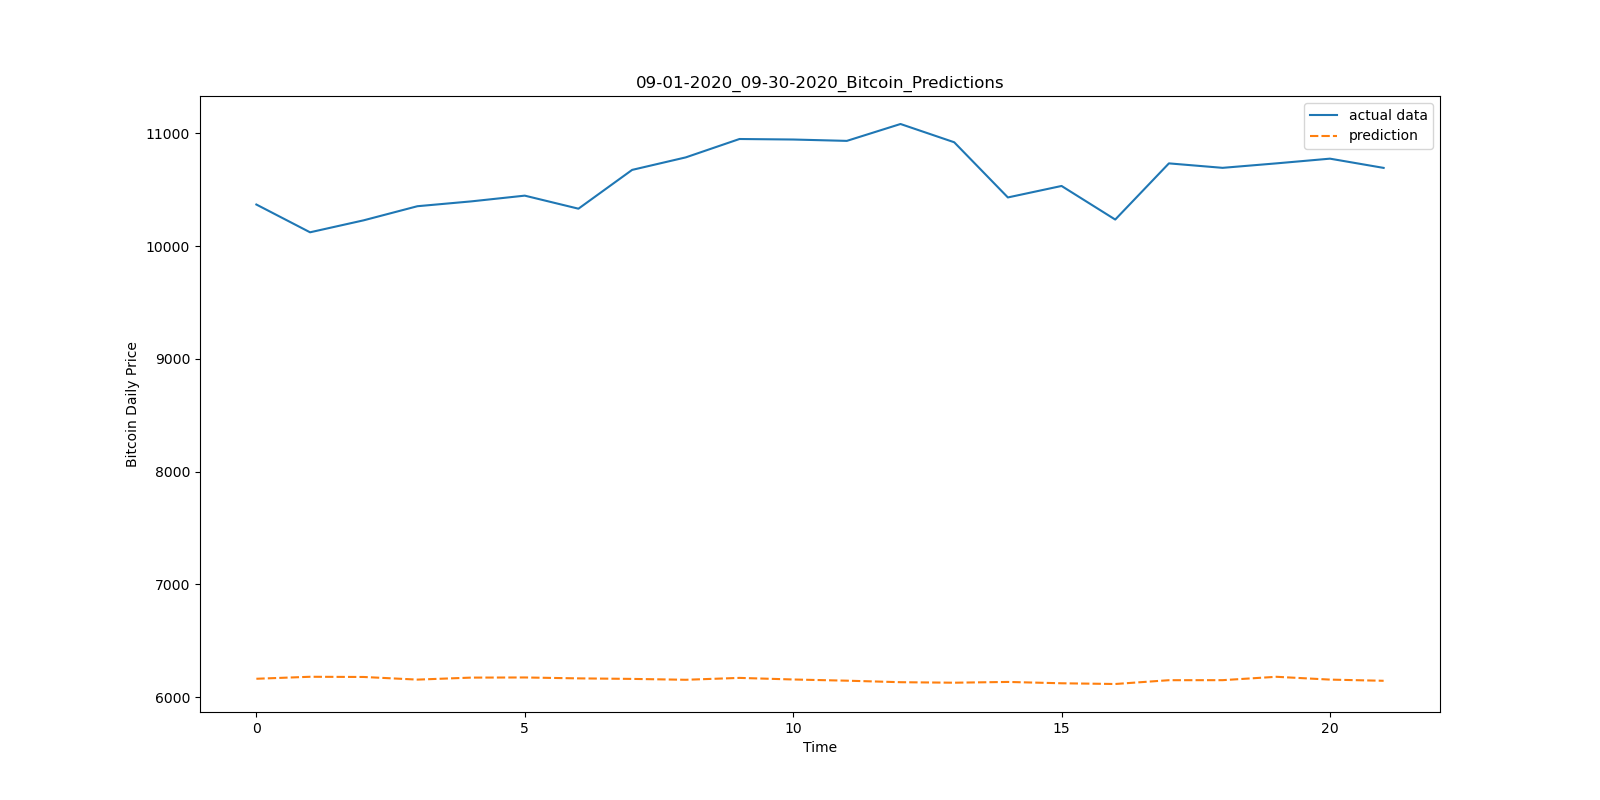 09-01-2020_09-30-2020_Bitcoin_Predictions
actual data
prediction
11000
10000
9000
8000
7000
6000
Bitcoin Daily Price
0 5 10 15 20
Time